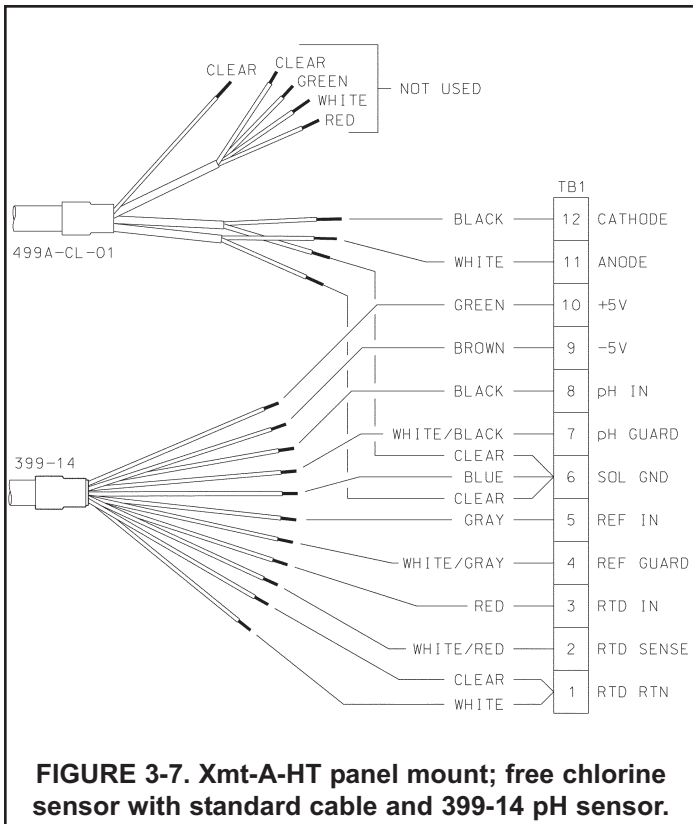 CLEAR
CLEAR
GREEN
WHITE
RED
NOT USED
499A-CL-01
TB1
BLACK 12 CATHODE
WHITE 11 ANODE
GREEN 10 +5V
BROWN 9 -5V
BLACK 8 pH IN
WHITE/BLACK 7 pH GUARD
CLEAR
BLUE 6 SOL GND
CLEAR
399-14
GRAY 5 REF IN
WHITE/GRAY 4 REF GUARD
RED 3 RTD IN
WHITE/RED 2 RTD SENSE
CLEAR
1 RTD RTN
WHITE
FIGURE 3-7. Xmt-A-HT panel mount; free chlorine
sensor with standard cable and 399-14 pH sensor.